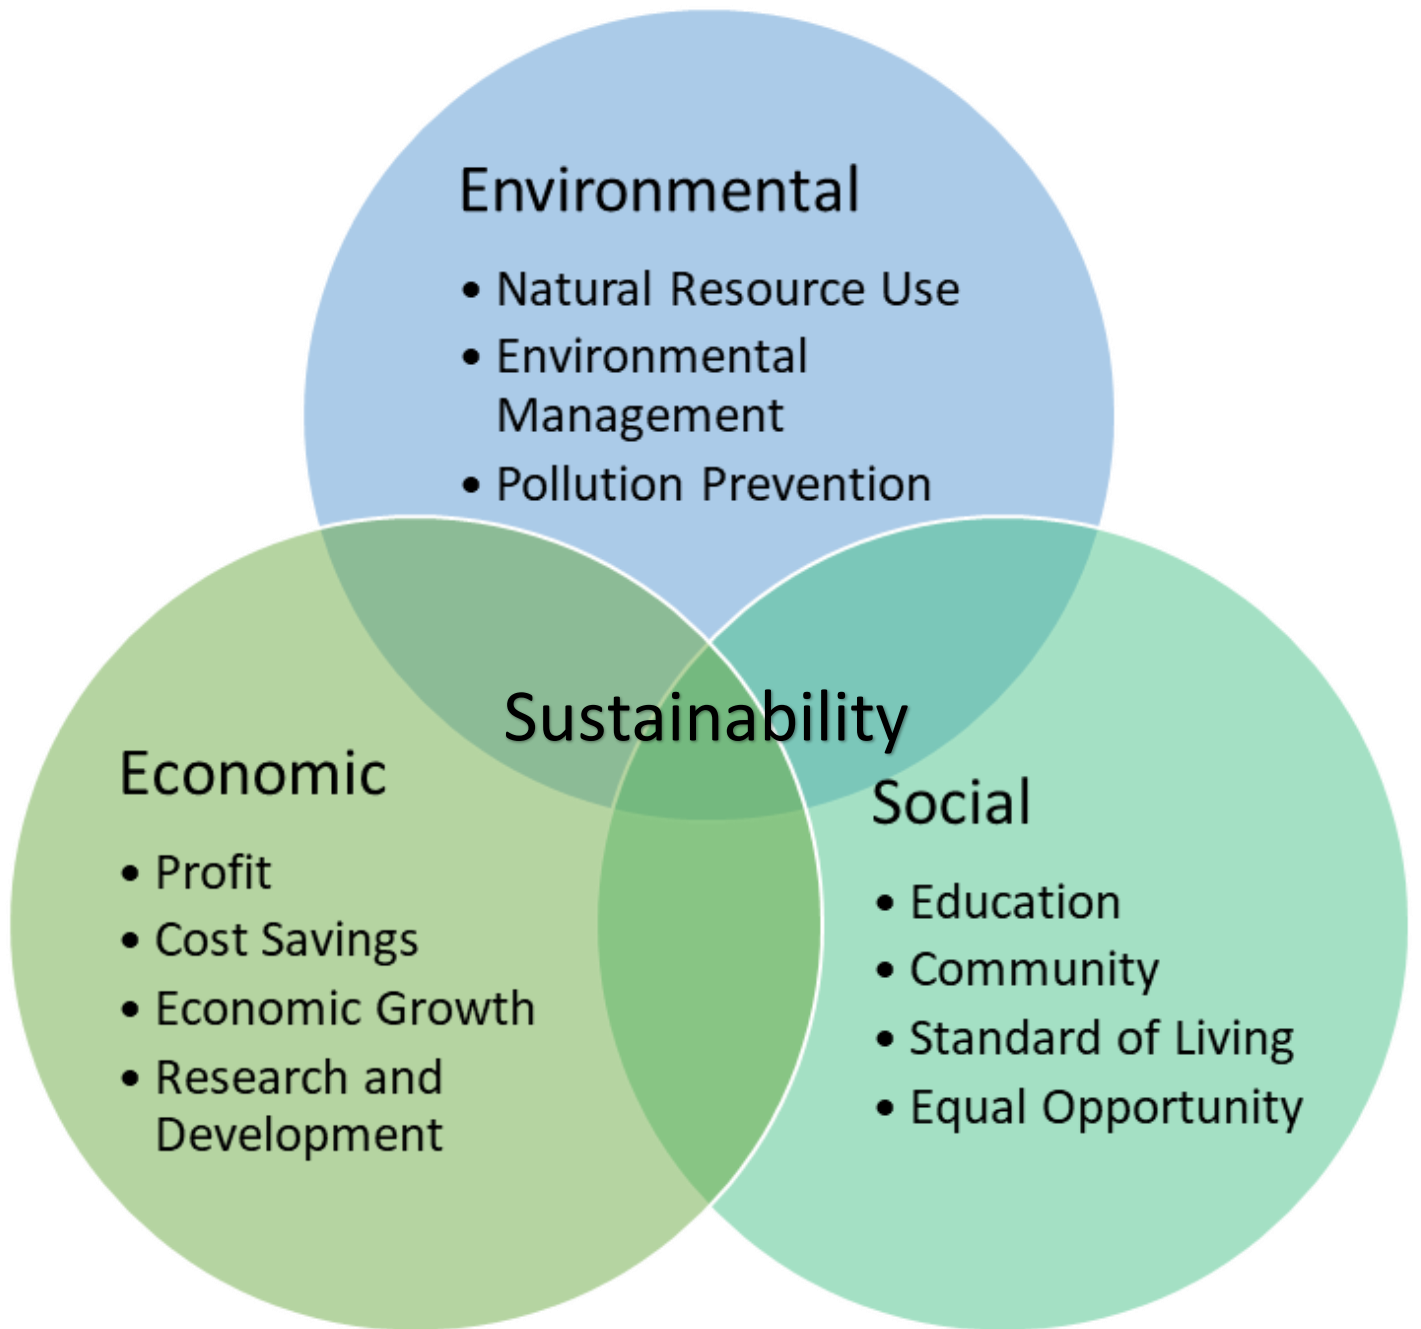 Environmental
• Natural Resource Use
• Environmental
Management
• Pollution Prevention
Sustainability
Economic
• Profit
• Cost Savings
• Economic Growth
• Research and
Development
Social
• Education
• Community
• Standard of Living
• Equal Opportunity